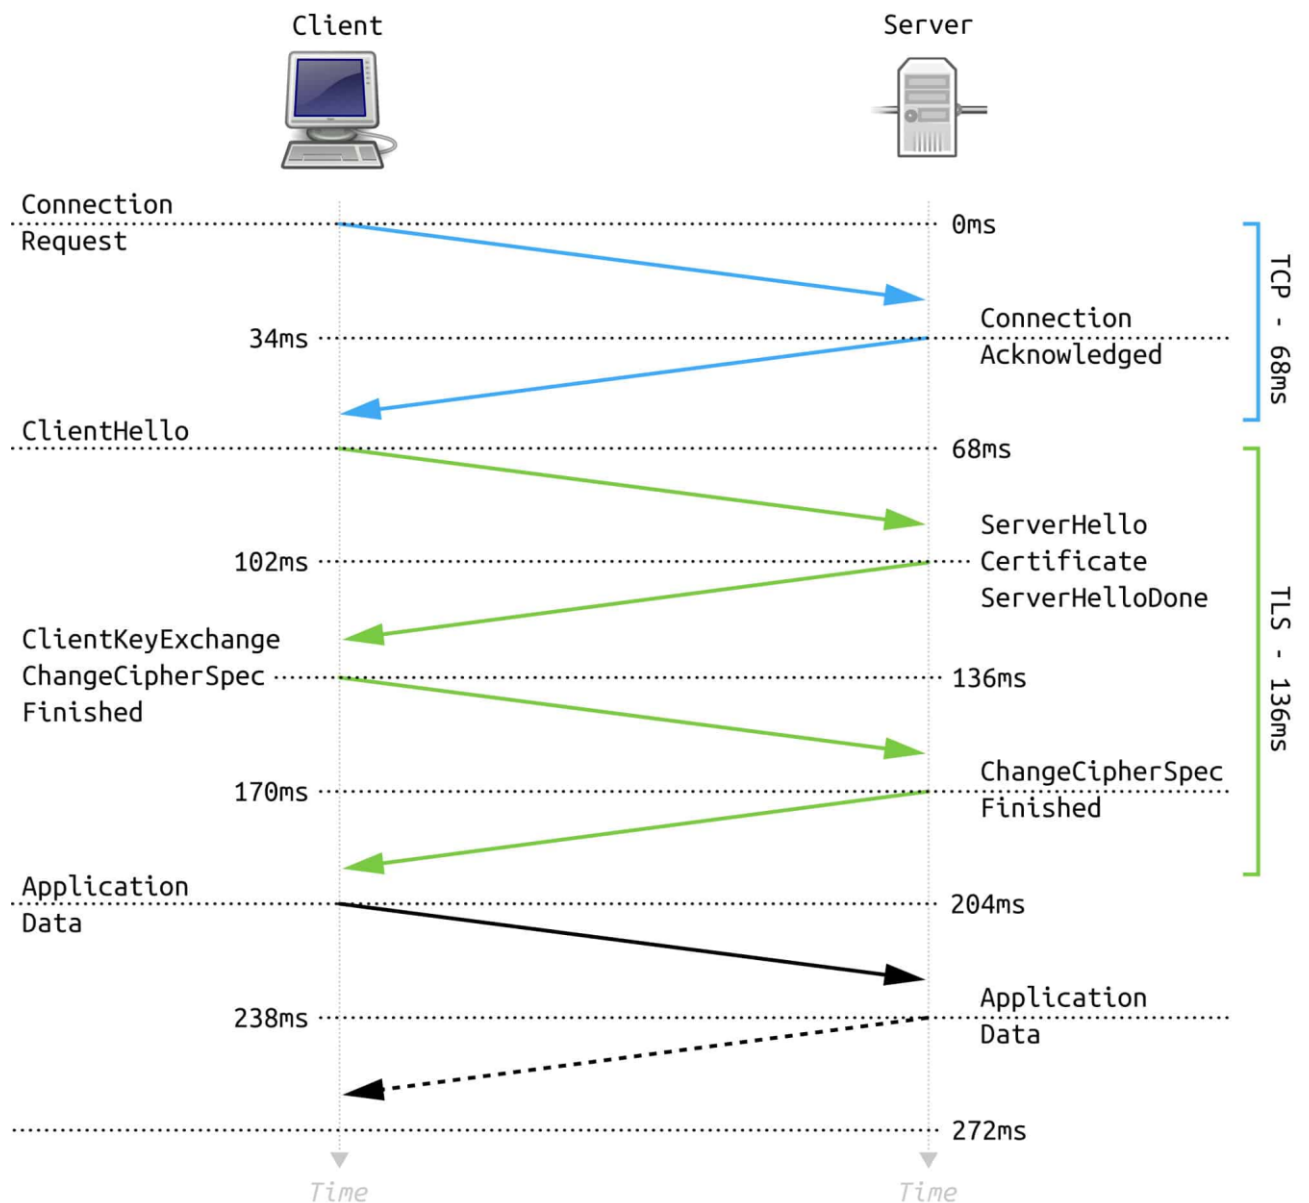 Client
Server
Connection
Request
0ms
TCP - 68ms
Connection
Acknowledged
34ms
ClientHello
68ms
ServerHello
Certificate
ServerHelloDone
102ms
TLS - 136ms
ClientKeyExchange
ChangeCipherSpec
Finished
136ms
ChangeCipherSpec
Finished
170ms
Application
Data
204ms
Application
Data
238ms
272ms
Time
Time